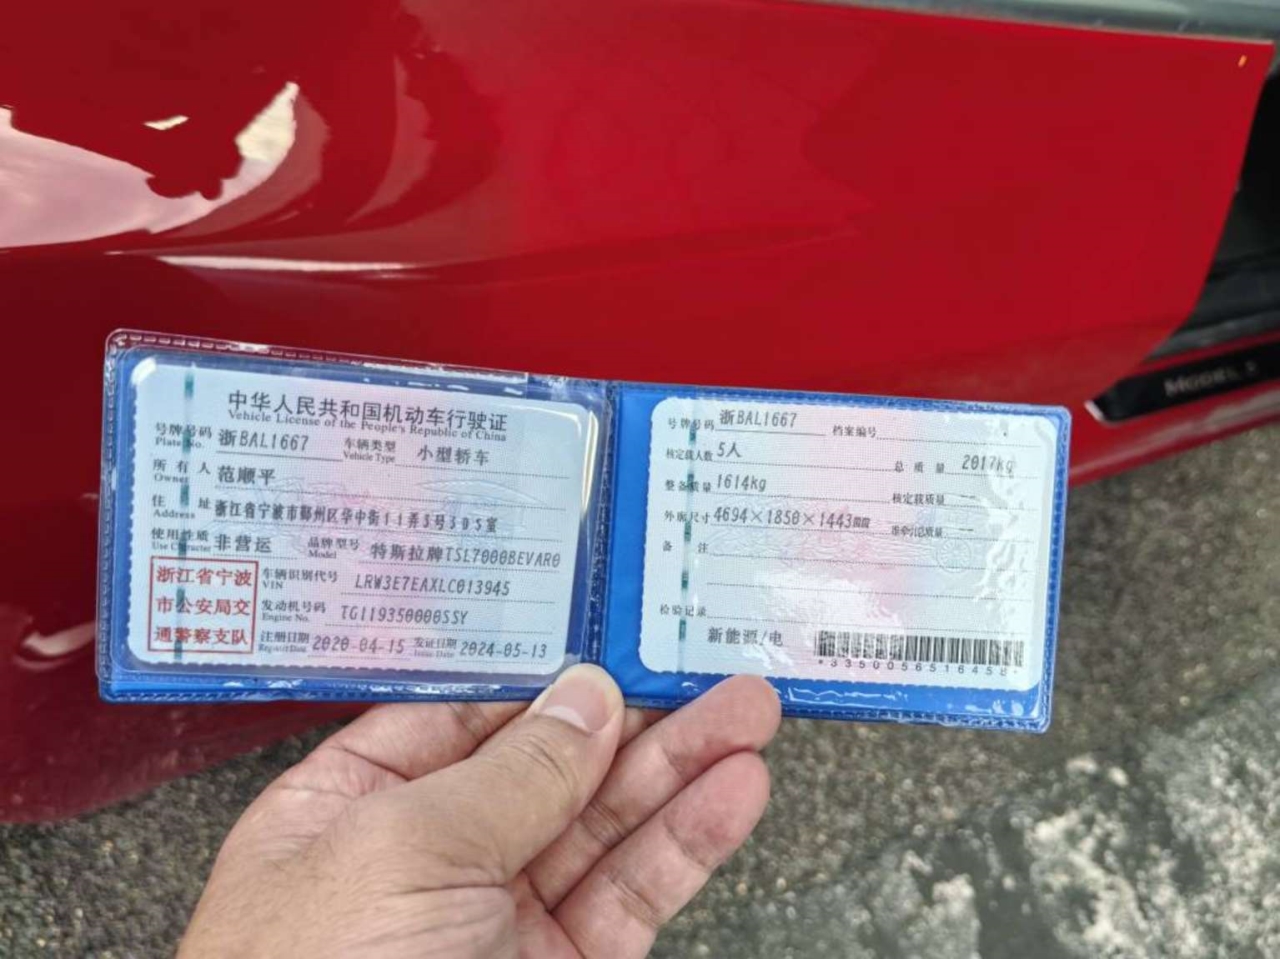 中华人民共和国机动车行驶证
Vehicle License of the People's Republic of China
号牌号码 浙BAL1667 车辆类型 小型轿车
Plate No. Vehicle Type
所有人 范顺平
Owner
住址 浙江省宁波市鄞州区华中街11弄5号305室
Address
使用性质 非营运 品牌型号 特斯拉牌TSL7000BEVAR0
Use Character Model
浙江省宁波
市公安局交
通警察支队
车辆识别代号 LRW3E7EAXLC013945
VIN
发动机号码 TG119350000SSY
Engine No.
注册日期 2020-04-15 发证日期 2024-05-13
Register Date Issue Date
号牌号码 浙BAL1667 档案编号
核定载人数 5人 总质量 2017kg
整备质量 1614kg 核定载质量 --
外廓尺寸 4694×1850×1443mm 准牵引总质量 --
备注
检验记录
新能源/电
*3350056516458*
MODEL 3